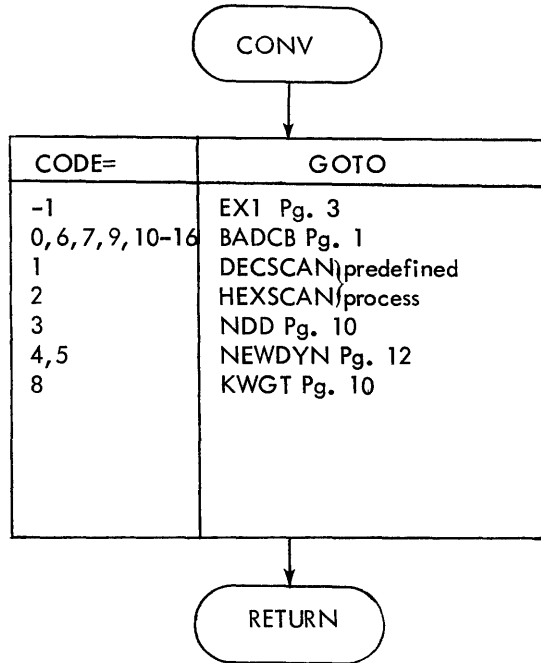 CONV
CODE= GOTO
-1 EX1 Pg. 3
0,6,7,9,10-16 BADCB Pg. 1
1 DECSCAN}predefined
2 HEXSCAN}process
3 NDD Pg. 10
4,5 NEWDYN Pg. 12
8 KWGT Pg. 10
RETURN